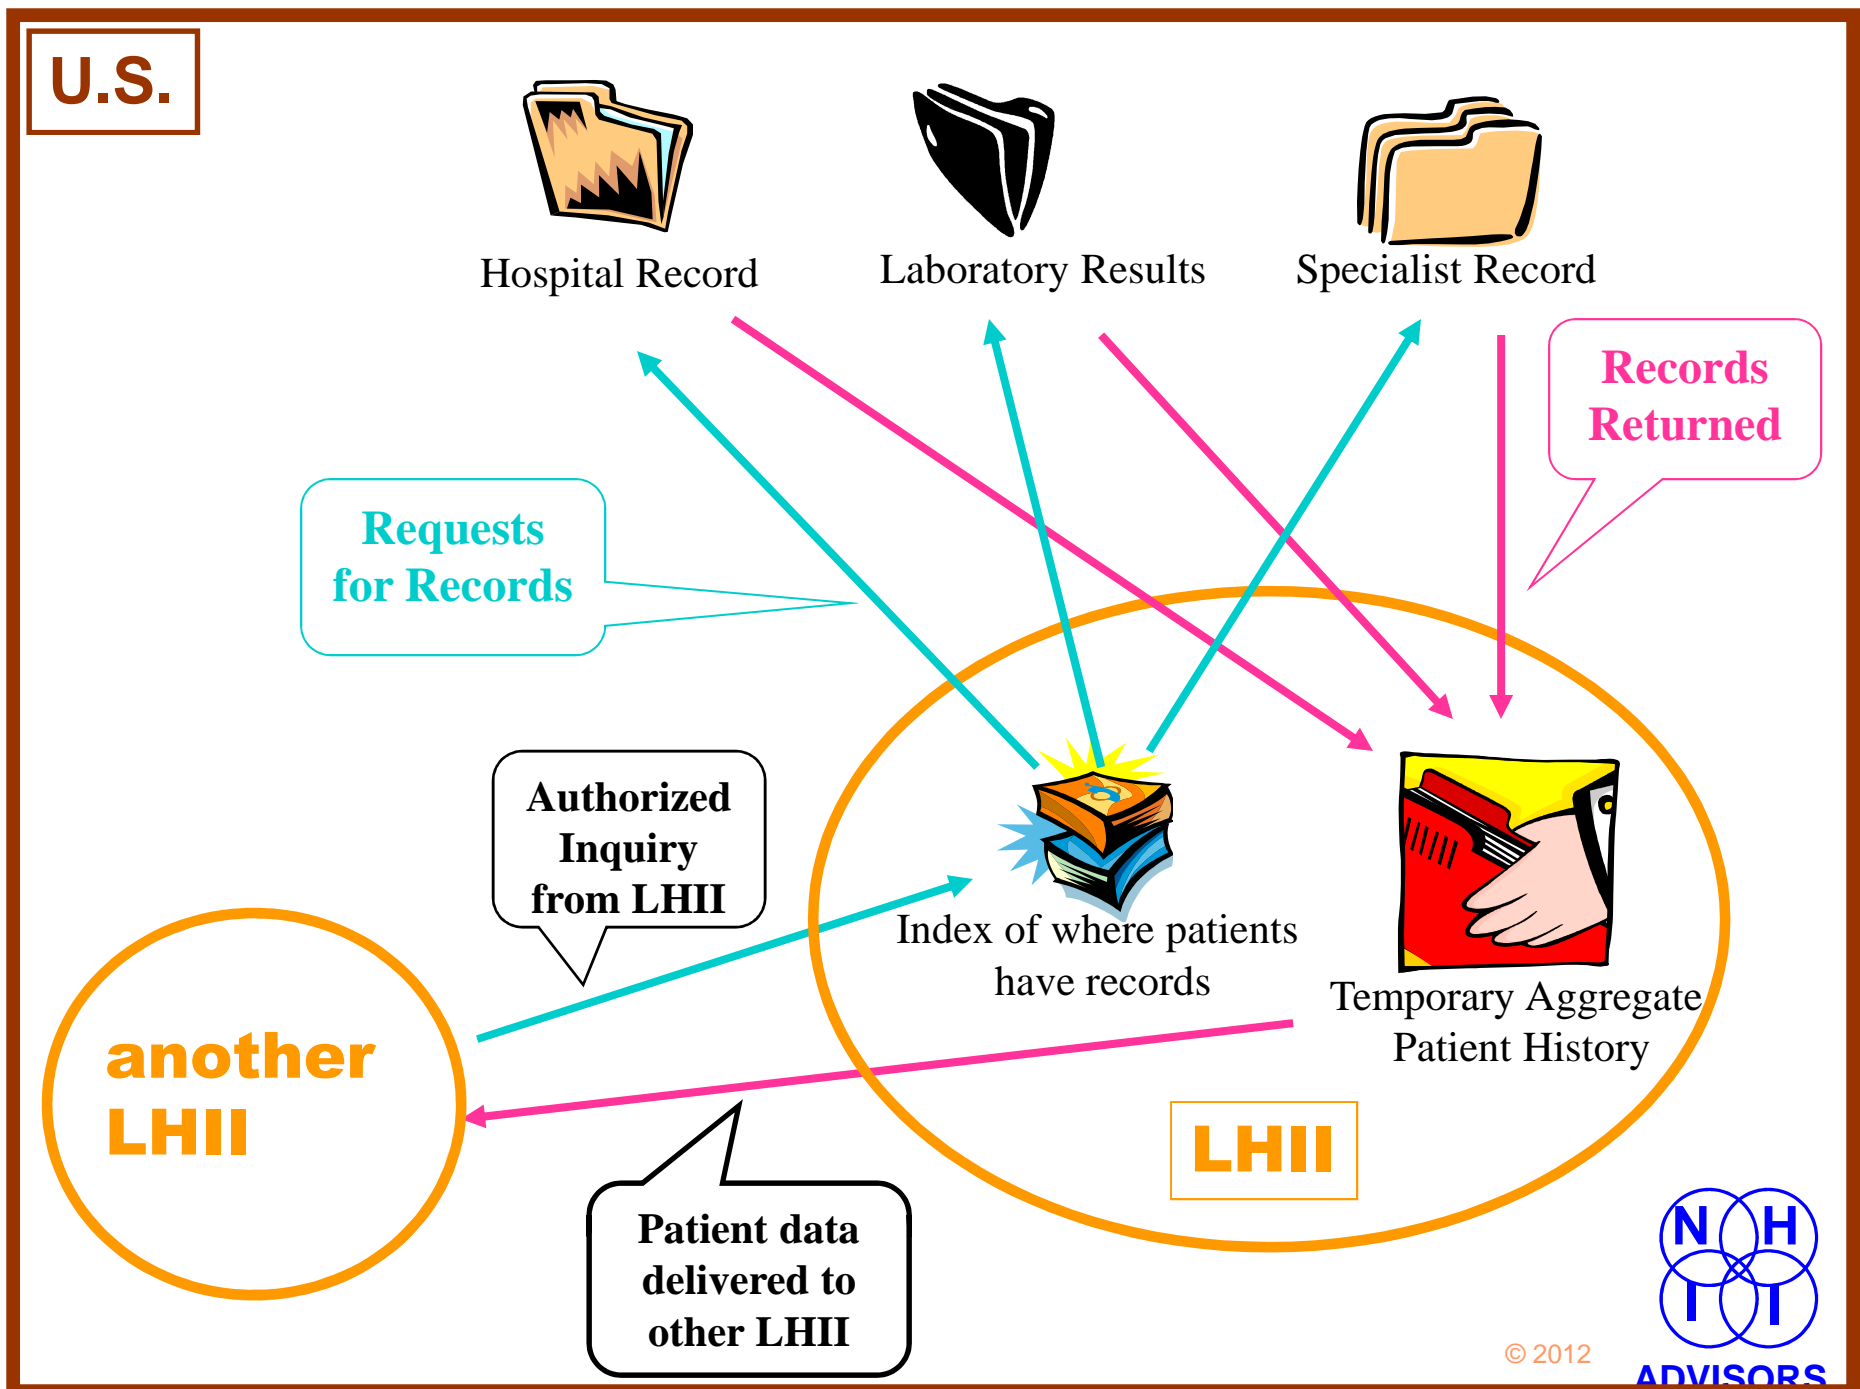 U.S.
Hospital Record
Laboratory Results
Specialist Record
Records
Returned
Requests
for Records
Authorized
Inquiry
from LHII
Index of where patients
have records
Temporary Aggregate
Patient History
another
LHII
LHII
Patient data
delivered to
other LHII
N H
I I
ADVISORS
© 2012